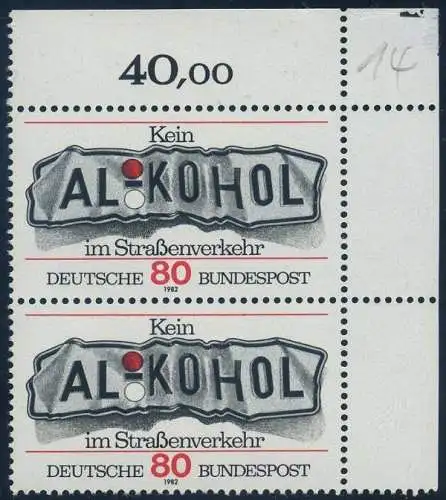 40,00
14
Kein
AL-KOHOL
im Straßenverkehr
DEUTSCHE 80 BUNDESPOST
1982
Kein
AL-KOHOL
im Straßenverkehr
DEUTSCHE 80 BUNDESPOST
1982